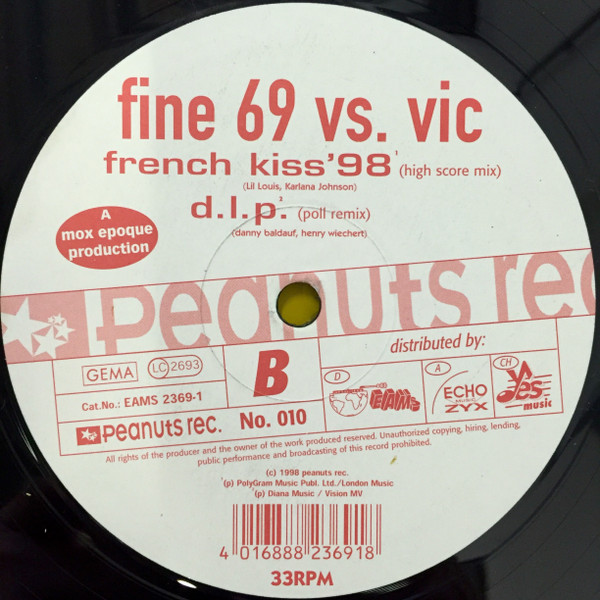 fine 69 vs. vic
french kiss'98 ¹ (high score mix)
(Lil Louis, Karlana Johnson)
d.l.p. ² (poll remix)
(danny baldauf, henry wiechert)
A
mox epoque
production
Peanuts rec
GEMA LC 2693
Cat.No.: EAMS 2369-1
Peanuts rec. No. 010
B
distributed by:
D EAMS
A ECHO MUSIC ZYX
CH YES music
All rights of the producer and the owner of the work produced reserved. Unauthorized copying, hiring, lending,
public performance and broadcasting of this record prohibited.
(c) 1998 peanuts rec.
(p) PolyGram Music Publ. Ltd./London Music
(p) Diana Music / Vision MV
4 016888 236918
33RPM